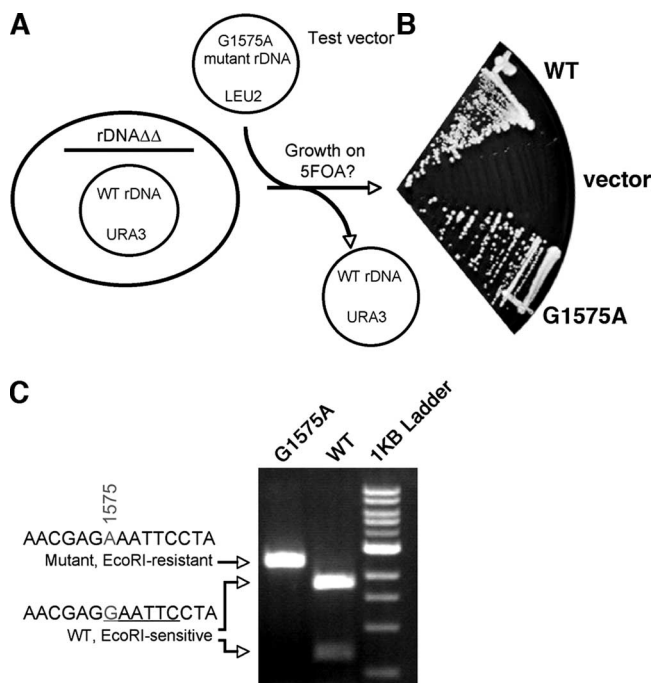 A
G1575A
mutant rDNA
LEU2
Test vector
rDNAΔΔ
WT rDNA
URA3
Growth on
5FOA?
WT rDNA
URA3
B
WT
vector
G1575A
C
G1575A
WT
1KB Ladder
1575
AACGAGAAATTCCTA
Mutant, EcoRI-resistant
AACGAGGAATTCCTA
WT, EcoRI-sensitive